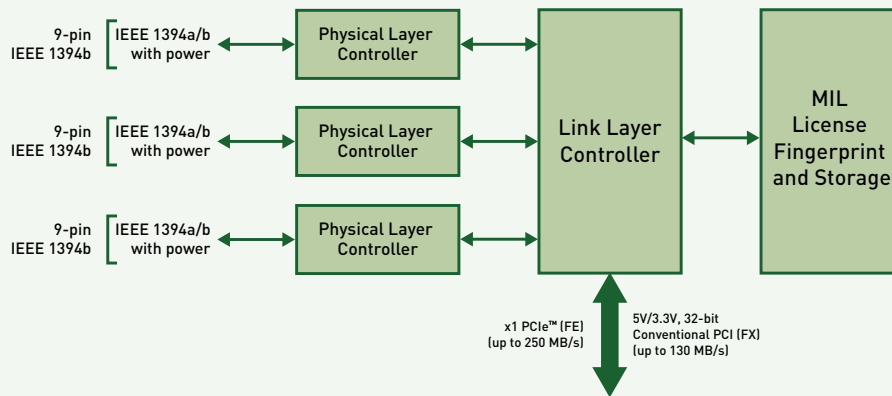 9-pin
IEEE 1394b
IEEE 1394a/b
with power
Physical Layer
Controller
9-pin
IEEE 1394b
IEEE 1394a/b
with power
Physical Layer
Controller
9-pin
IEEE 1394b
IEEE 1394a/b
with power
Physical Layer
Controller
Link Layer
Controller
MIL
License
Fingerprint
and Storage
x1 PCIe™ (FE)
(up to 250 MB/s)
5V/3.3V, 32-bit
Conventional PCI (FX)
(up to 130 MB/s)